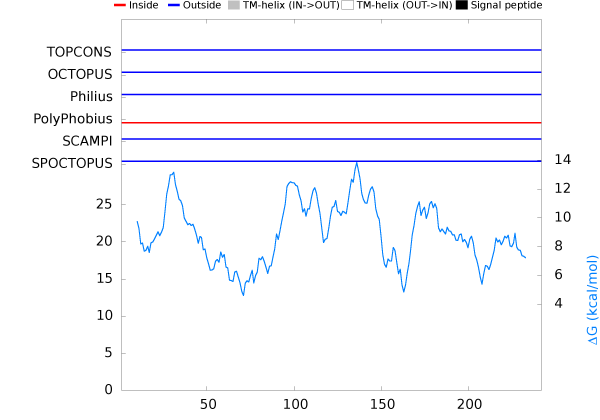 Inside Outside TM-helix (IN->OUT) TM-helix (OUT->IN) Signal peptide
TOPCONS
OCTOPUS
Philius
PolyPhobius
SCAMPI
SPOCTOPUS
25
20
15
10
5
0
14
12
10
8
6
4
ΔG (kcal/mol)
50 100 150 200